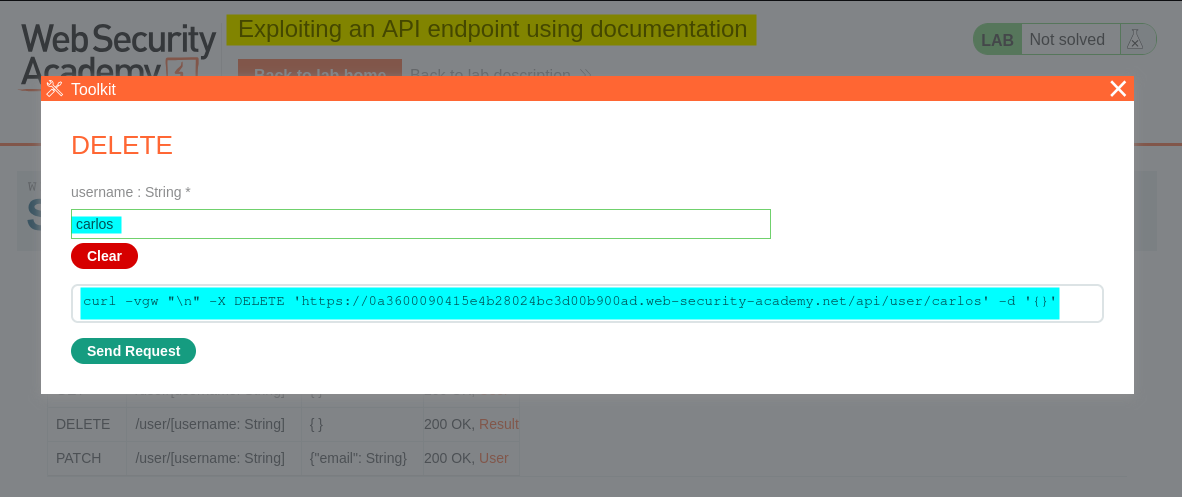 Web Security
Academy
Exploiting an API endpoint using documentation
LAB
Not solved
Back to lab home
Back to lab description
Toolkit
DELETE
username : String *
carlos
Clear
curl -vgw "\n" -X DELETE 'https://0a3600090415e4b28024bc3d00b900ad.web-security-academy.net/api/user/carlos' -d '{}'
Send Request
DELETE /user/[username: String] { } 200 OK, Result
PATCH /user/[username: String] {"email": String} 200 OK, User